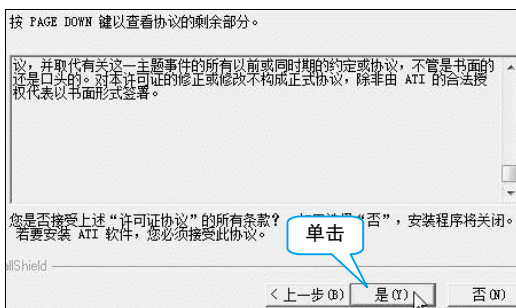 按 PAGE DOWN 键以查看协议的剩余部分。
议，并取代有关这一主题事件的所有以前或同时期的约定或协议，不管是书面的
还是口头的。对本许可证的修正或修改不构成正式协议，除非由 ATI 的合法授
权代表以书面形式签署。
您是否接受上述“许可证协议”的所有条款？ “否”，安装程序将关闭。
若要安装 ATI 软件，您必须接受此协议。
单击
allShield
<上一步(B) 是(Y) 否(N)